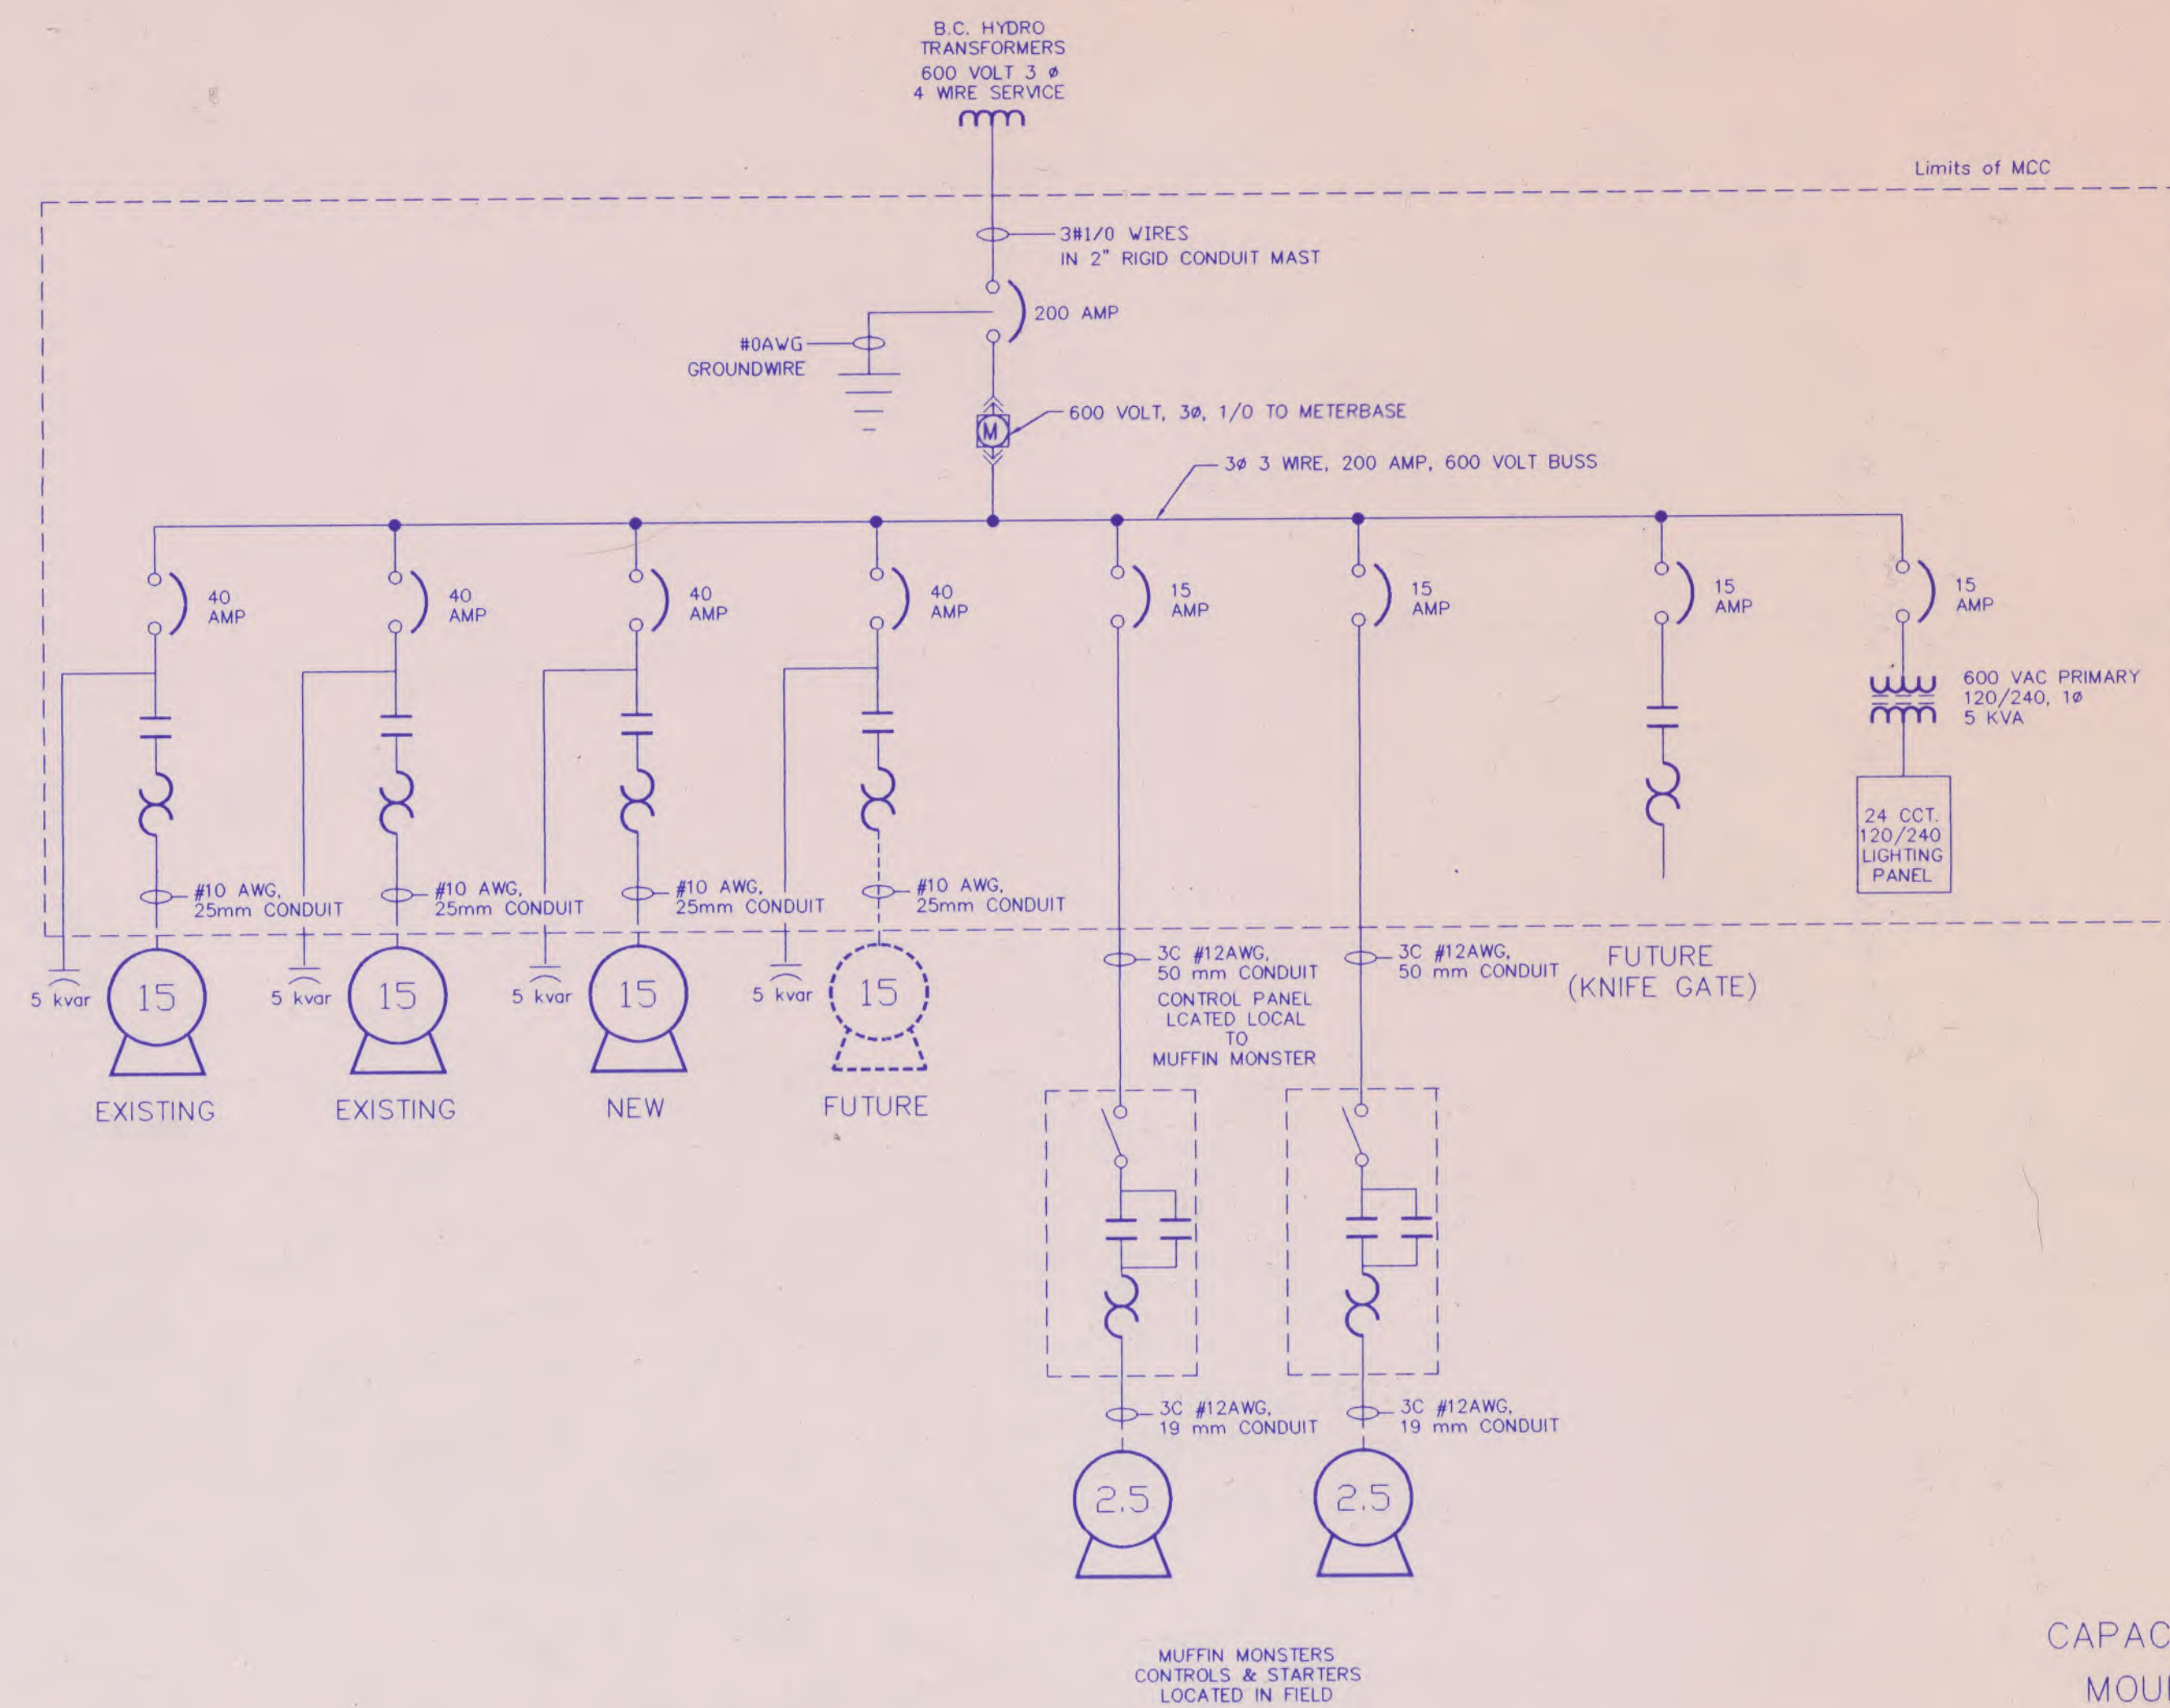 B.C. HYDRO
TRANSFORMERS
600 VOLT 3 ø
4 WIRE SERVICE
Limits of MCC
3#1/0 WIRES
IN 2" RIGID CONDUIT MAST
200 AMP
#0AWG
GROUNDWIRE
M
600 VOLT, 3ø, 1/0 TO METERBASE
3ø 3 WIRE, 200 AMP, 600 VOLT BUSS
40
AMP
40
AMP
40
AMP
40
AMP
15
AMP
15
AMP
15
AMP
15
AMP
600 VAC PRIMARY
120/240, 1ø
5 KVA
24 CCT.
120/240
LIGHTING
PANEL
#10 AWG,
25mm CONDUIT
#10 AWG,
25mm CONDUIT
#10 AWG,
25mm CONDUIT
#10 AWG,
25mm CONDUIT
5 kvar
15
5 kvar
15
5 kvar
15
5 kvar
15
EXISTING
EXISTING
NEW
FUTURE
3C #12AWG,
50 mm CONDUIT
CONTROL PANEL
LCATED LOCAL
TO
MUFFIN MONSTER
3C #12AWG,
50 mm CONDUIT
FUTURE
(KNIFE GATE)
3C #12AWG,
19 mm CONDUIT
3C #12AWG,
19 mm CONDUIT
2.5
2.5
MUFFIN MONSTERS
CONTROLS & STARTERS
LOCATED IN FIELD
CAPAC
MOU